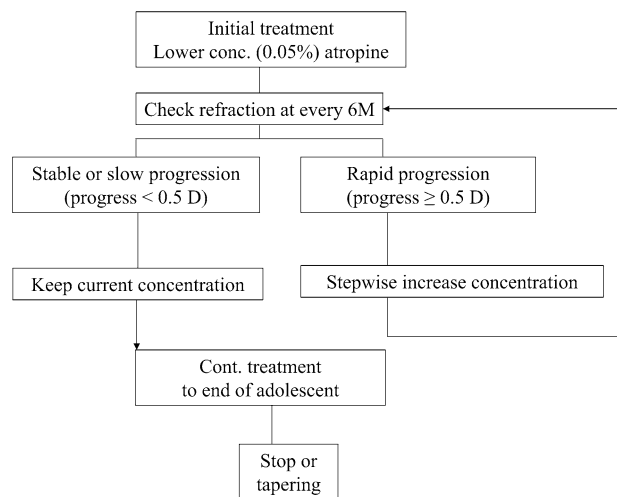 Initial treatment
Lower conc. (0.05%) atropine
Check refraction at every 6M
Stable or slow progression
(progress < 0.5 D)
Rapid progression
(progress ≥ 0.5 D)
Keep current concentration
Stepwise increase concentration
Cont. treatment
to end of adolescent
Stop or
tapering